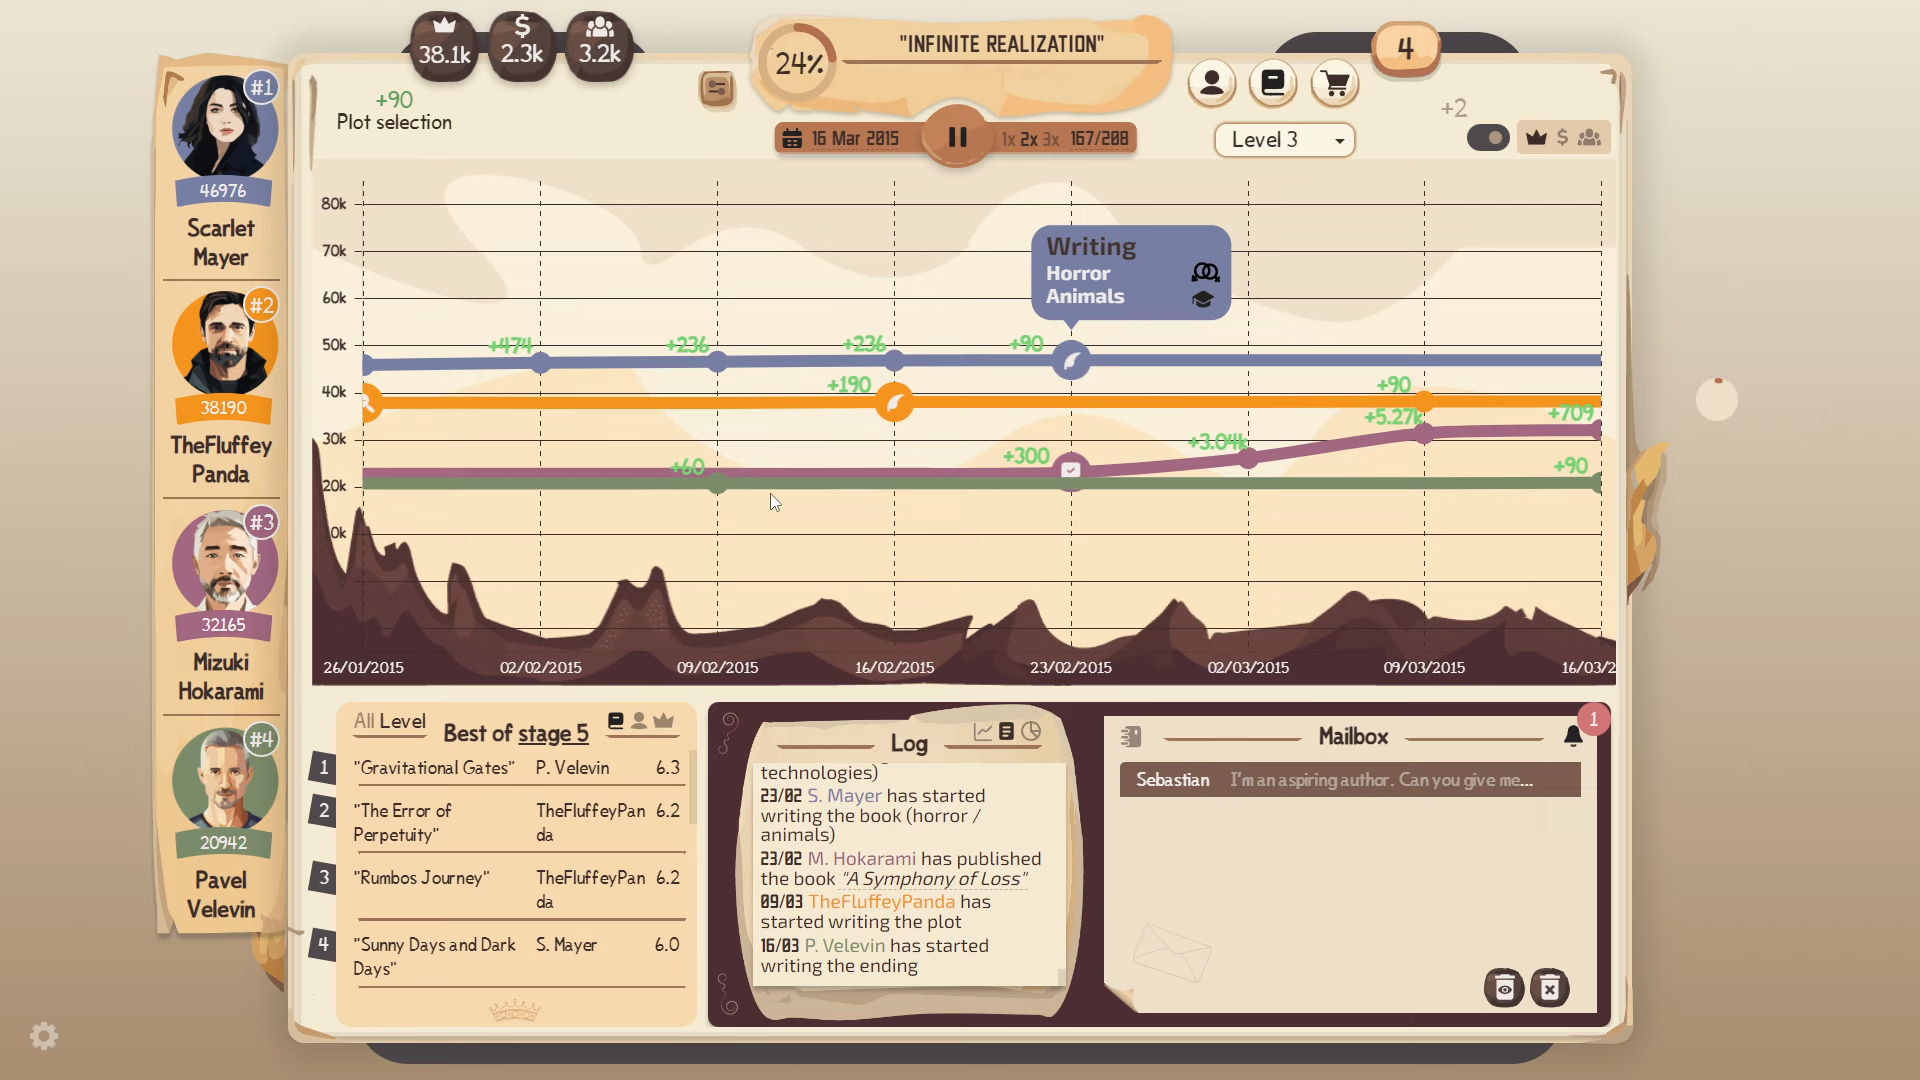 38.1k
2.3k
3.2k
24%
"INFINITE REALIZATION"
4
+90
Plot selection
16 Mar 2015
1x 2x 3x 167/208
Level 3
+2
$
#1
46976
Scarlet
Mayer
#2
38190
TheFluffey
Panda
#3
32165
Mizuki
Hokarami
#4
20942
Pavel
Velevin
80k
70k
60k
50k
40k
30k
20k
10k
0
Writing
Horror
Animals
+474
+236
+236
+90
+190
+90
+5.27k
+709
+3.04k
+300
+60
+90
26/01/2015
02/02/2015
09/02/2015
16/02/2015
23/02/2015
02/03/2015
09/03/2015
16/03/2
All Level
Best of stage 5
1 "Gravitational Gates" P. Velevin 6.3
2 "The Error of Perpetuity" TheFluffeyPanda 6.2
3 "Rumbos Journey" TheFluffeyPanda 6.2
4 "Sunny Days and Dark Days" S. Mayer 6.0
Log
technologies)
23/02 S. Mayer has started
writing the book (horror /
animals)
23/02 M. Hokarami has published
the book "A Symphony of Loss"
09/03 TheFluffeyPanda has
started writing the plot
16/03 P. Velevin has started
writing the ending
Mailbox
1
Sebastian I'm an aspiring author. Can you give me...